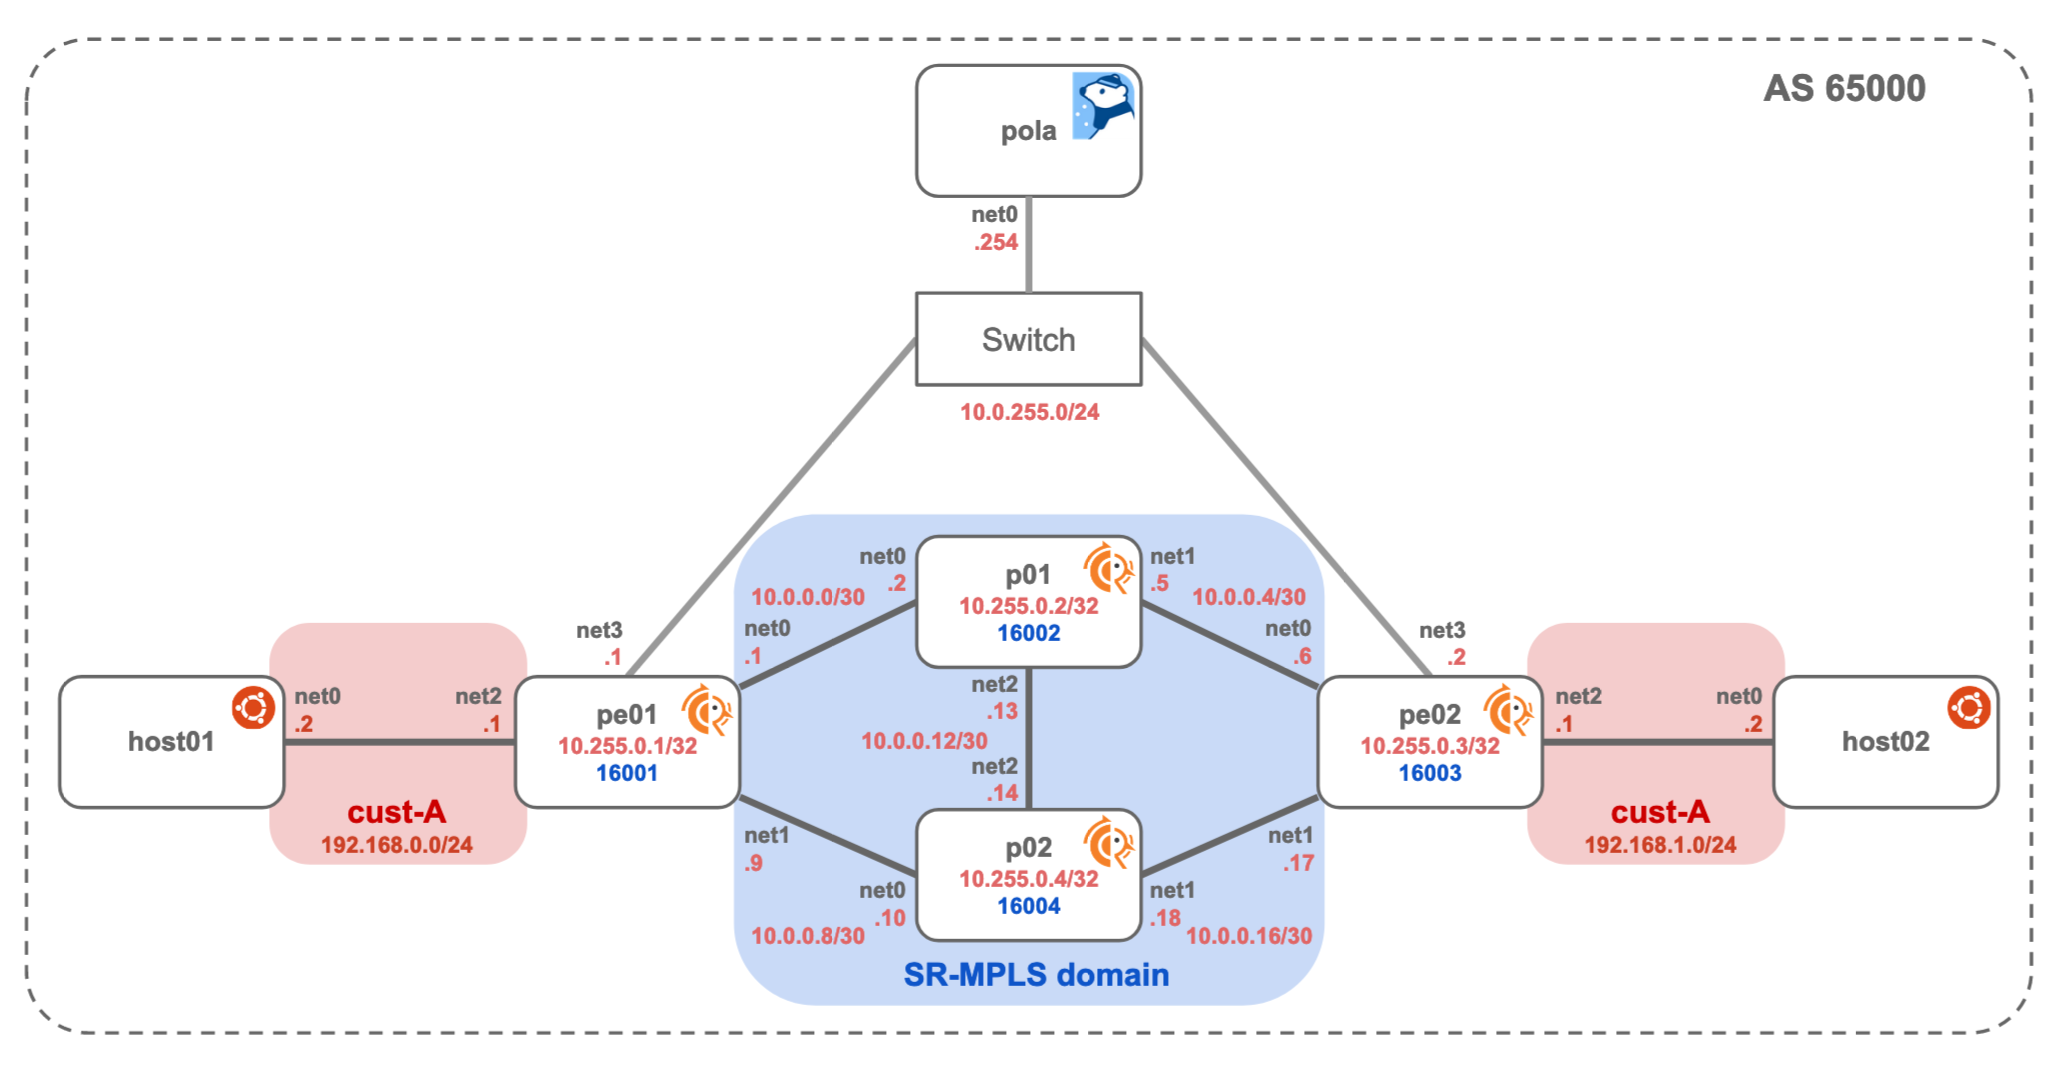 AS 65000
pola
net0
.254
Switch
10.0.255.0/24
net0
.2
p01
10.255.0.2/32
16002
net1
.5
10.0.0.0/30
10.0.0.4/30
net0
.1
net0
.6
net3
.1
net3
.2
host01
net0
.2
net2
.1
cust-A
192.168.0.0/24
pe01
10.255.0.1/32
16001
net2
.13
10.0.0.12/30
net2
.14
pe02
10.255.0.3/32
16003
net2
.1
net0
.2
cust-A
192.168.1.0/24
host02
net1
.9
net0
.10
10.0.0.8/30
p02
10.255.0.4/32
16004
net1
.17
net1
.18
10.0.0.16/30
SR-MPLS domain